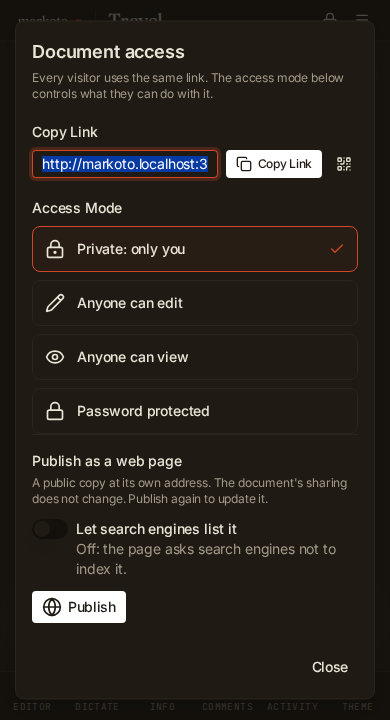 markoto
Travel
Document access
Every visitor uses the same link. The access mode below
controls what they can do with it.
Copy Link
http://markoto.localhost:3
Copy Link
Access Mode
Private: only you
Anyone can edit
Anyone can view
Password protected
Publish as a web page
A public copy at its own address. The document's sharing
does not change. Publish again to update it.
Let search engines list it
Off: the page asks search engines not to
index it.
Publish
Close
EDITOR DICTATE INFO COMMENTS ACTIVITY THEME